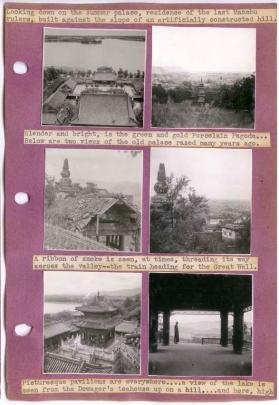 Looking down on the summer palace, residence of the last Manchu
rulers, built against the slope of an artificially constructed hill.
Slender and bright, is the green and gold Porcelain Pagoda...
Below are two views of the old palace razed many years ago.
A ribbon of smoke is seen, at times, threading its way
across the valley--the train heading for the Great Wall.
Picturesque pavilions are everywhere....a view of the lake is
seen from the Dowager's teahouse up on a hill....and here, high